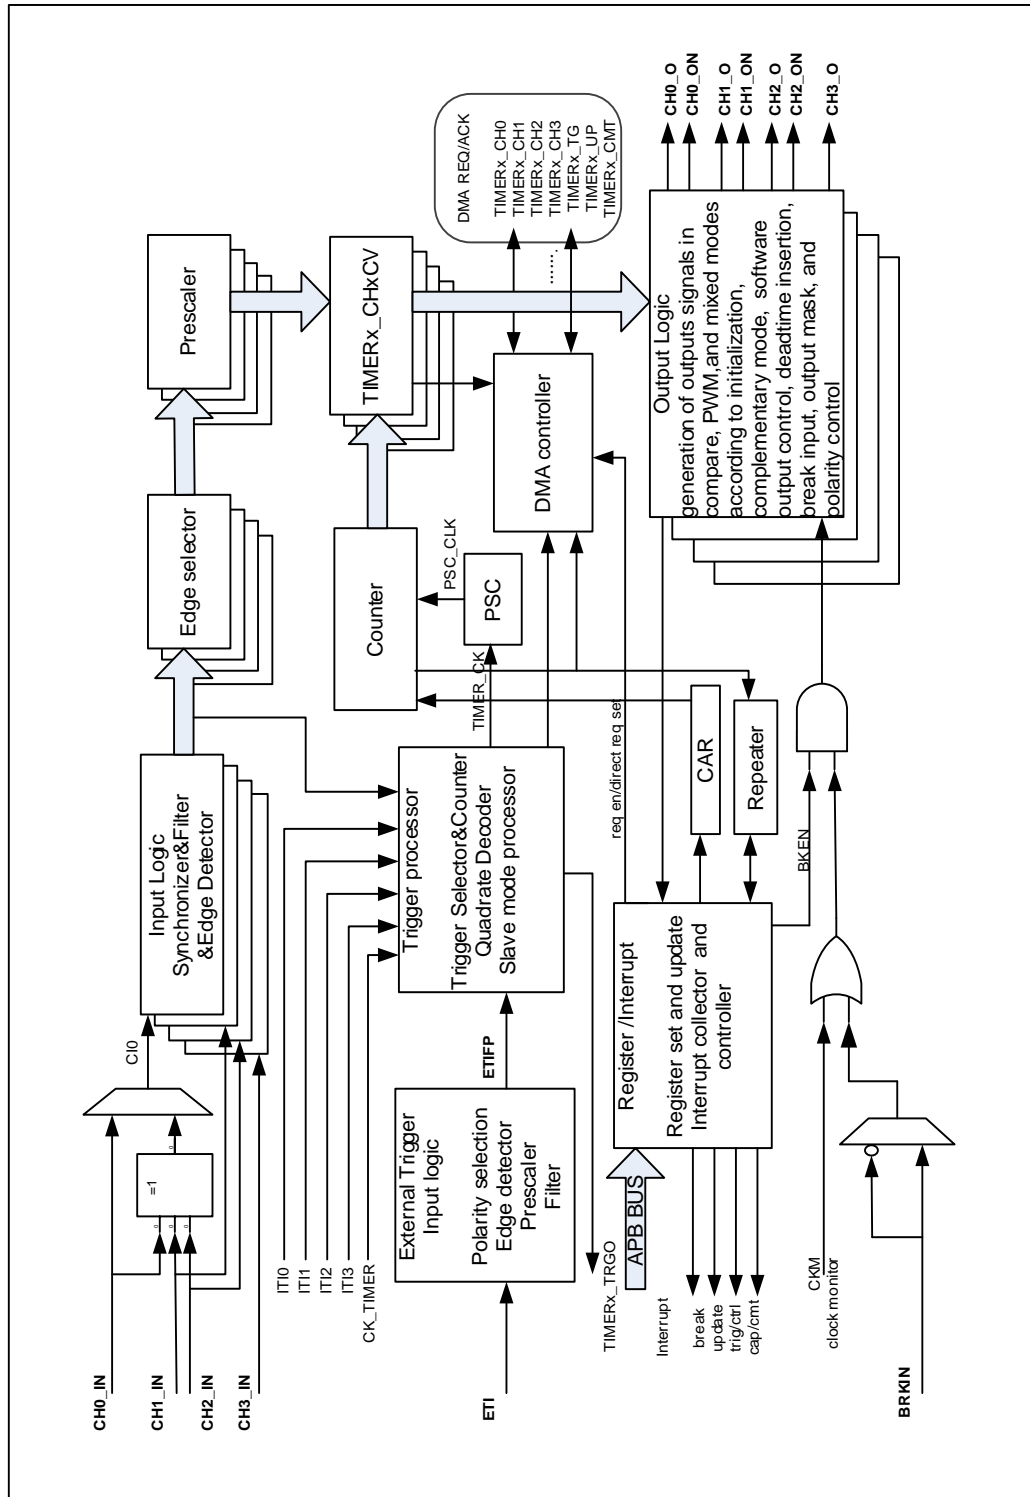 CH0_IN
CH1_IN
CH2_IN
CH3_IN
=1
0
0
0
0
CI0
Input Logic
Synchronizer&Filter
&Edge Detector
Edge selector
Prescaler
ITI0
ITI1
ITI2
ITI3
CK_TIMER
Trigger processor
Trigger Selector&Counter
Quadrate Decoder
Slave mode processor
TIMER_CK
PSC
PSC_CLK
Counter
TIMERx_CHxCV
DMA controller
DMA REQ/ACK
TIMERx_CH0
TIMERx_CH1
TIMERx_CH2
TIMERx_CH3
TIMERx_TG
TIMERx_UP
TIMERx_CMT
.......
ETI
External Trigger
Input logic
Polarity selection
Edge detector
Prescaler
Filter
ETIFP
TIMERx_TRGO
APB BUS
Register /Interrupt
Register set and update
Interrupt collector and
controller
Interrupt
break
update
trig/ctrl
cap/cmt
req en/direct req set
CAR
Repeater
BKEN
CKM
clock monitor
BRKIN
Output Logic
generation of outputs signals in
compare, PWM,and mixed modes
according to initialization,
complementary mode, software
output control, deadtime insertion,
break input, output mask, and
polarity control
CH0_O
CH0_ON
CH1_O
CH1_ON
CH2_O
CH2_ON
CH3_O